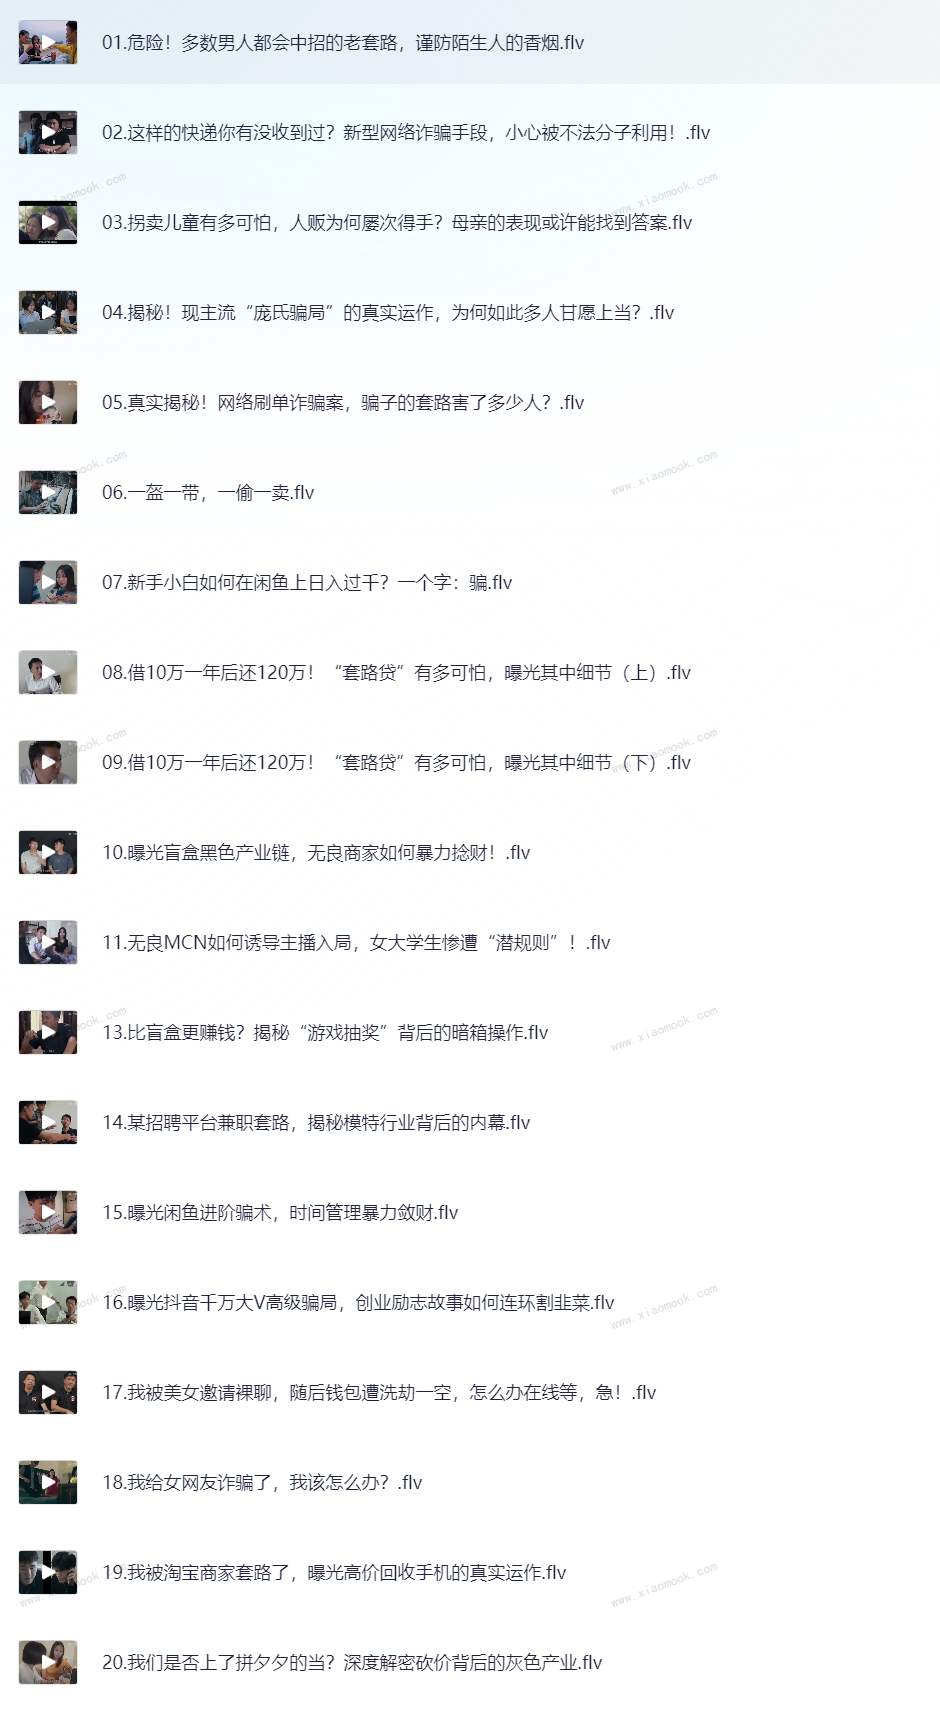 01.危险！多数男人都会中招的老套路，谨防陌生人的香烟.flv
02.这样的快递你有没收到过？新型网络诈骗手段，小心被不法分子利用！.flv
www.xiaomook.com
03.拐卖儿童有多可怕，人贩为何屡次得手？母亲的表现或许能找到答案.flv
04.揭秘！现主流“庞氏骗局”的真实运作，为何如此多人甘愿上当？.flv
05.真实揭秘！网络刷单诈骗案，骗子的套路害了多少人？.flv
www.xiaomook.com
06.一盔一带，一偷一卖.flv
07.新手小白如何在闲鱼上日入过千？一个字：骗.flv
08.借10万一年后还120万！“套路贷”有多可怕，曝光其中细节（上）.flv
www.xiaomook.com
09.借10万一年后还120万！“套路贷”有多可怕，曝光其中细节（下）.flv
10.曝光盲盒黑色产业链，无良商家如何暴力捻财！.flv
11.无良MCN如何诱导主播入局，女大学生惨遭“潜规则”！.flv
www.xiaomook.com
13.比盲盒更赚钱？揭秘“游戏抽奖”背后的暗箱操作.flv
14.某招聘平台兼职套路，揭秘模特行业背后的内幕.flv
15.曝光闲鱼进阶骗术，时间管理暴力敛财.flv
www.xiaomook.com
16.曝光抖音千万大V高级骗局，创业励志故事如何连环割韭菜.flv
17.我被美女邀请裸聊，随后钱包遭洗劫一空，怎么办在线等，急！.flv
18.我给女网友诈骗了，我该怎么办？.flv
www.xiaomook.com
19.我被淘宝商家套路了，曝光高价回收手机的真实运作.flv
20.我们是否上了拼夕夕的当？深度解密砍价背后的灰色产业.flv